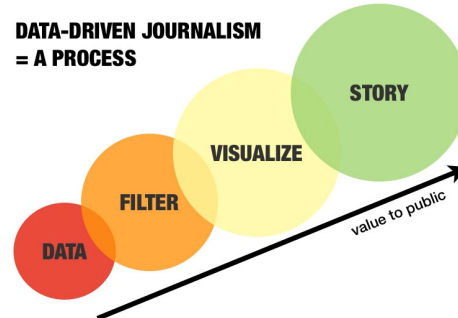 DATA-DRIVEN JOURNALISM
= A PROCESS
STORY
VISUALIZE
FILTER
DATA
value to public